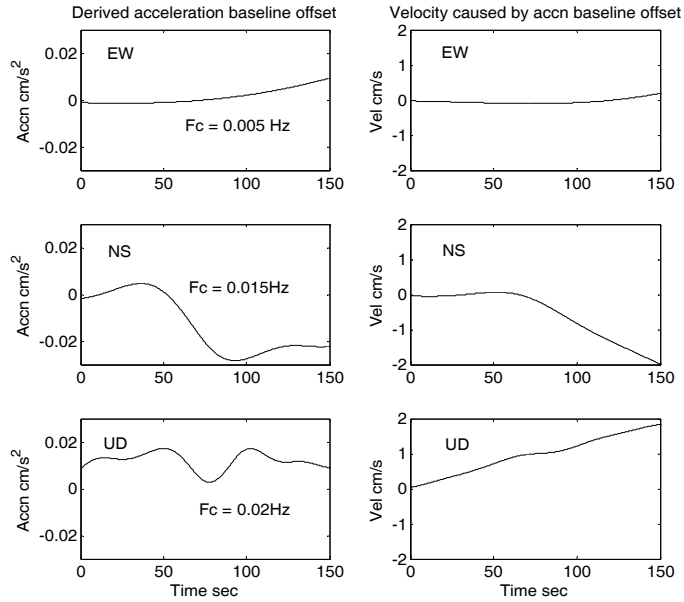 Derived acceleration baseline offset
Velocity caused by accn baseline offset
Accn cm/s²
0.02
0
-0.02
EW
Fc = 0.005 Hz
0
50
100
150
Vel cm/s
2
1
0
-1
-2
EW
0
50
100
150
Accn cm/s²
0.02
0
-0.02
NS
Fc = 0.015Hz
0
50
100
150
Vel cm/s
2
1
0
-1
-2
NS
0
50
100
150
Accn cm/s²
0.02
0
-0.02
UD
Fc = 0.02Hz
0
50
100
150
Time sec
Vel cm/s
2
1
0
-1
-2
UD
0
50
100
150
Time sec